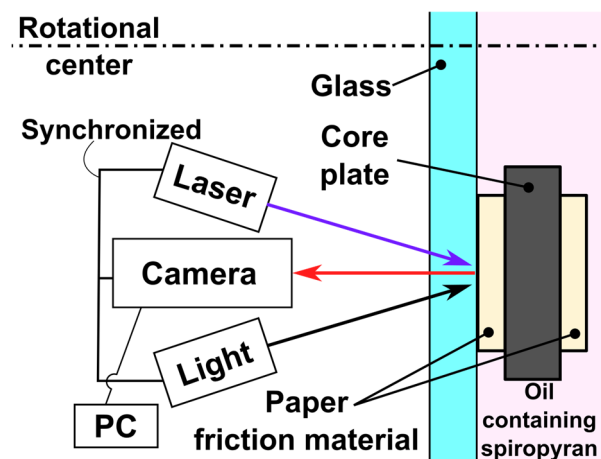 Rotational
center
Glass
Synchronized
Core
plate
Laser
Camera
Light
PC
Paper
friction material
Oil
containing
spiropyran